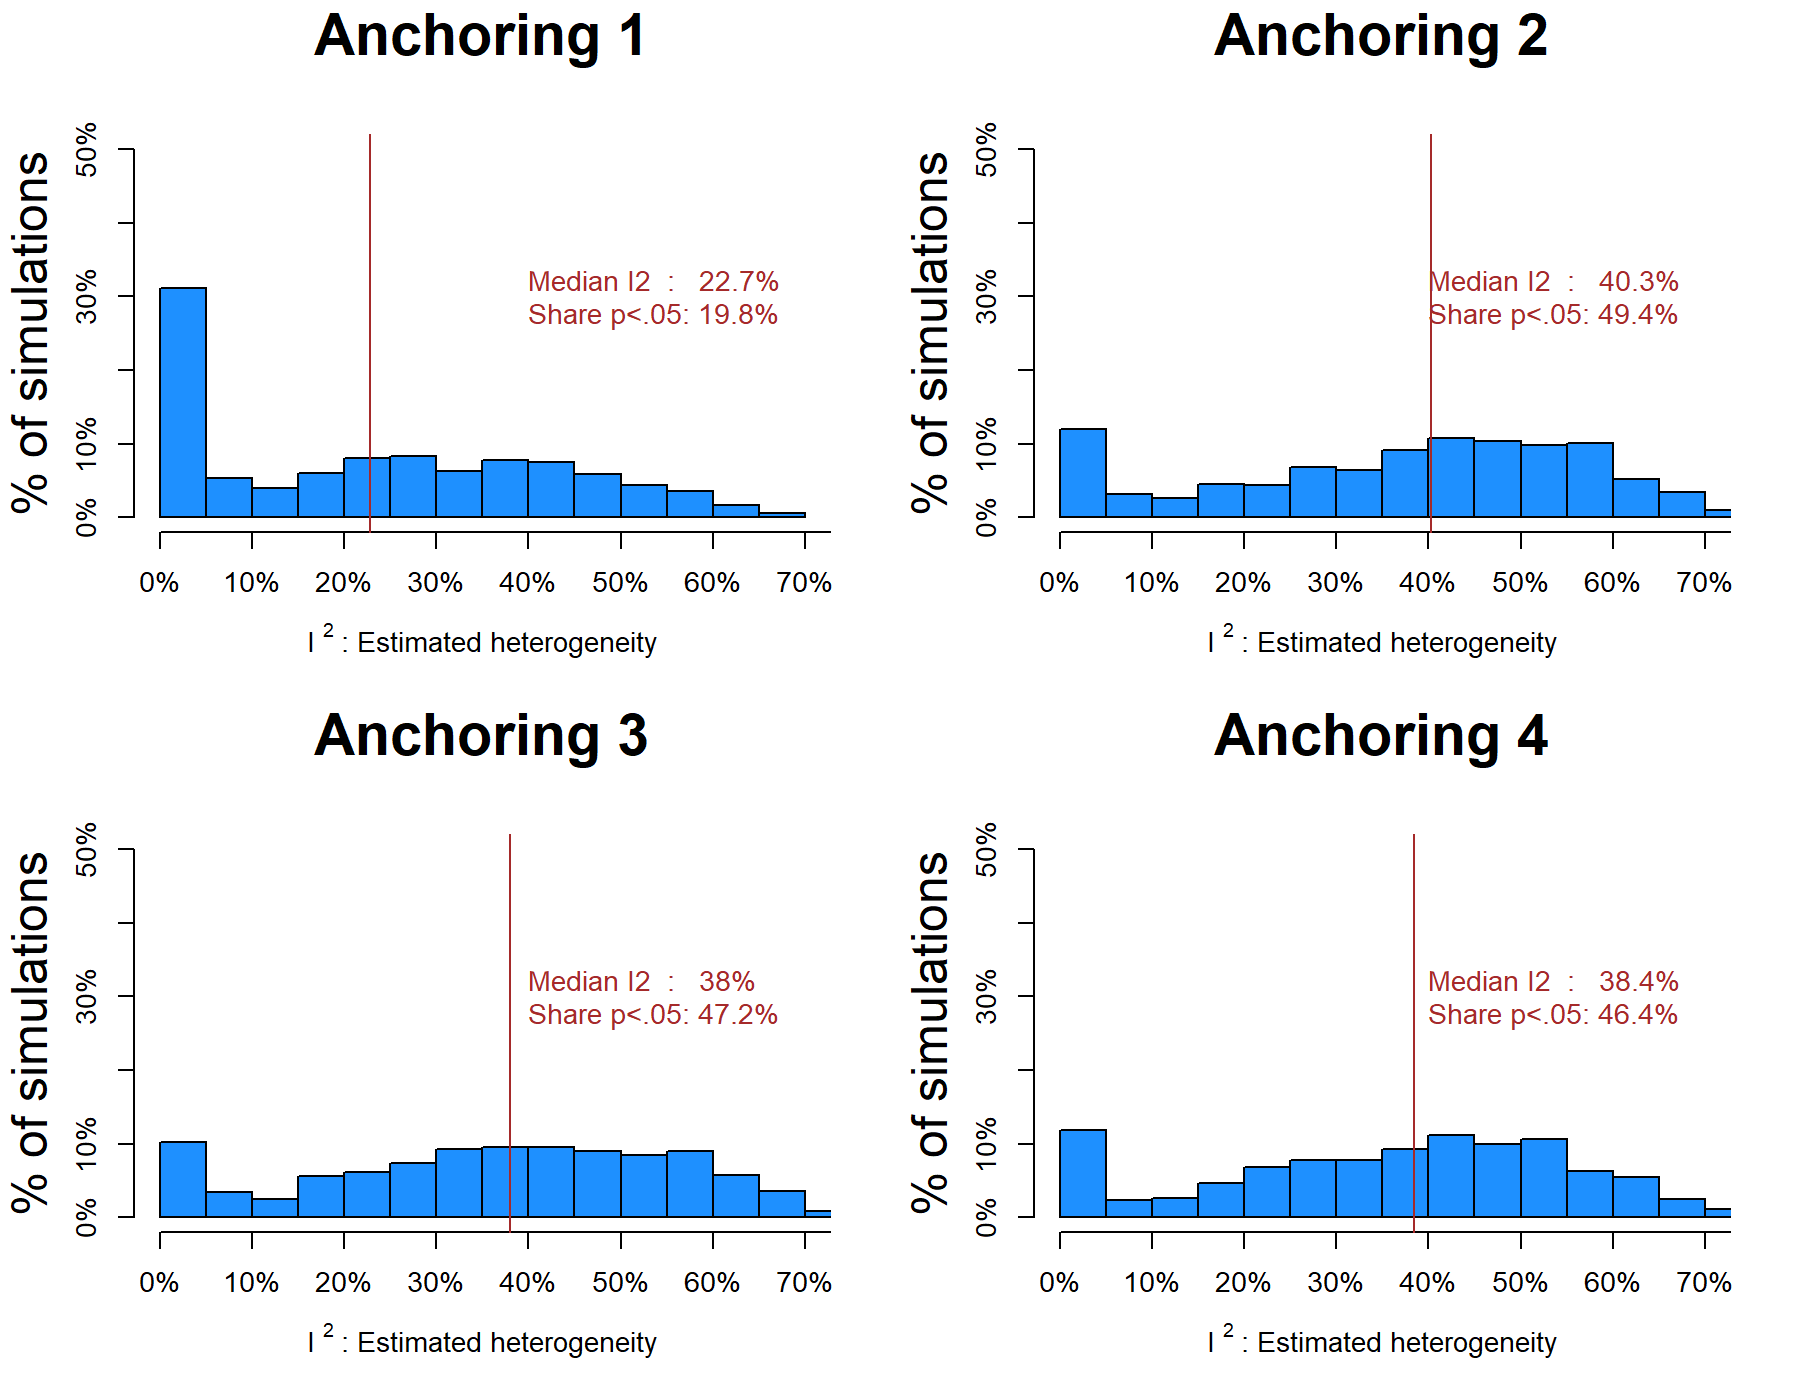 Anchoring 1
% of simulations
50%
30%
10%
0%
Median I2 : 22.7%
Share p<.05: 19.8%
0% 10% 20% 30% 40% 50% 60% 70%
I 2 : Estimated heterogeneity
Anchoring 2
% of simulations
50%
30%
10%
0%
Median I2 : 40.3%
Share p<.05: 49.4%
0% 10% 20% 30% 40% 50% 60% 70%
I 2 : Estimated heterogeneity
Anchoring 3
% of simulations
50%
30%
10%
0%
Median I2 : 38%
Share p<.05: 47.2%
0% 10% 20% 30% 40% 50% 60% 70%
I 2 : Estimated heterogeneity
Anchoring 4
% of simulations
50%
30%
10%
0%
Median I2 : 38.4%
Share p<.05: 46.4%
0% 10% 20% 30% 40% 50% 60% 70%
I 2 : Estimated heterogeneity